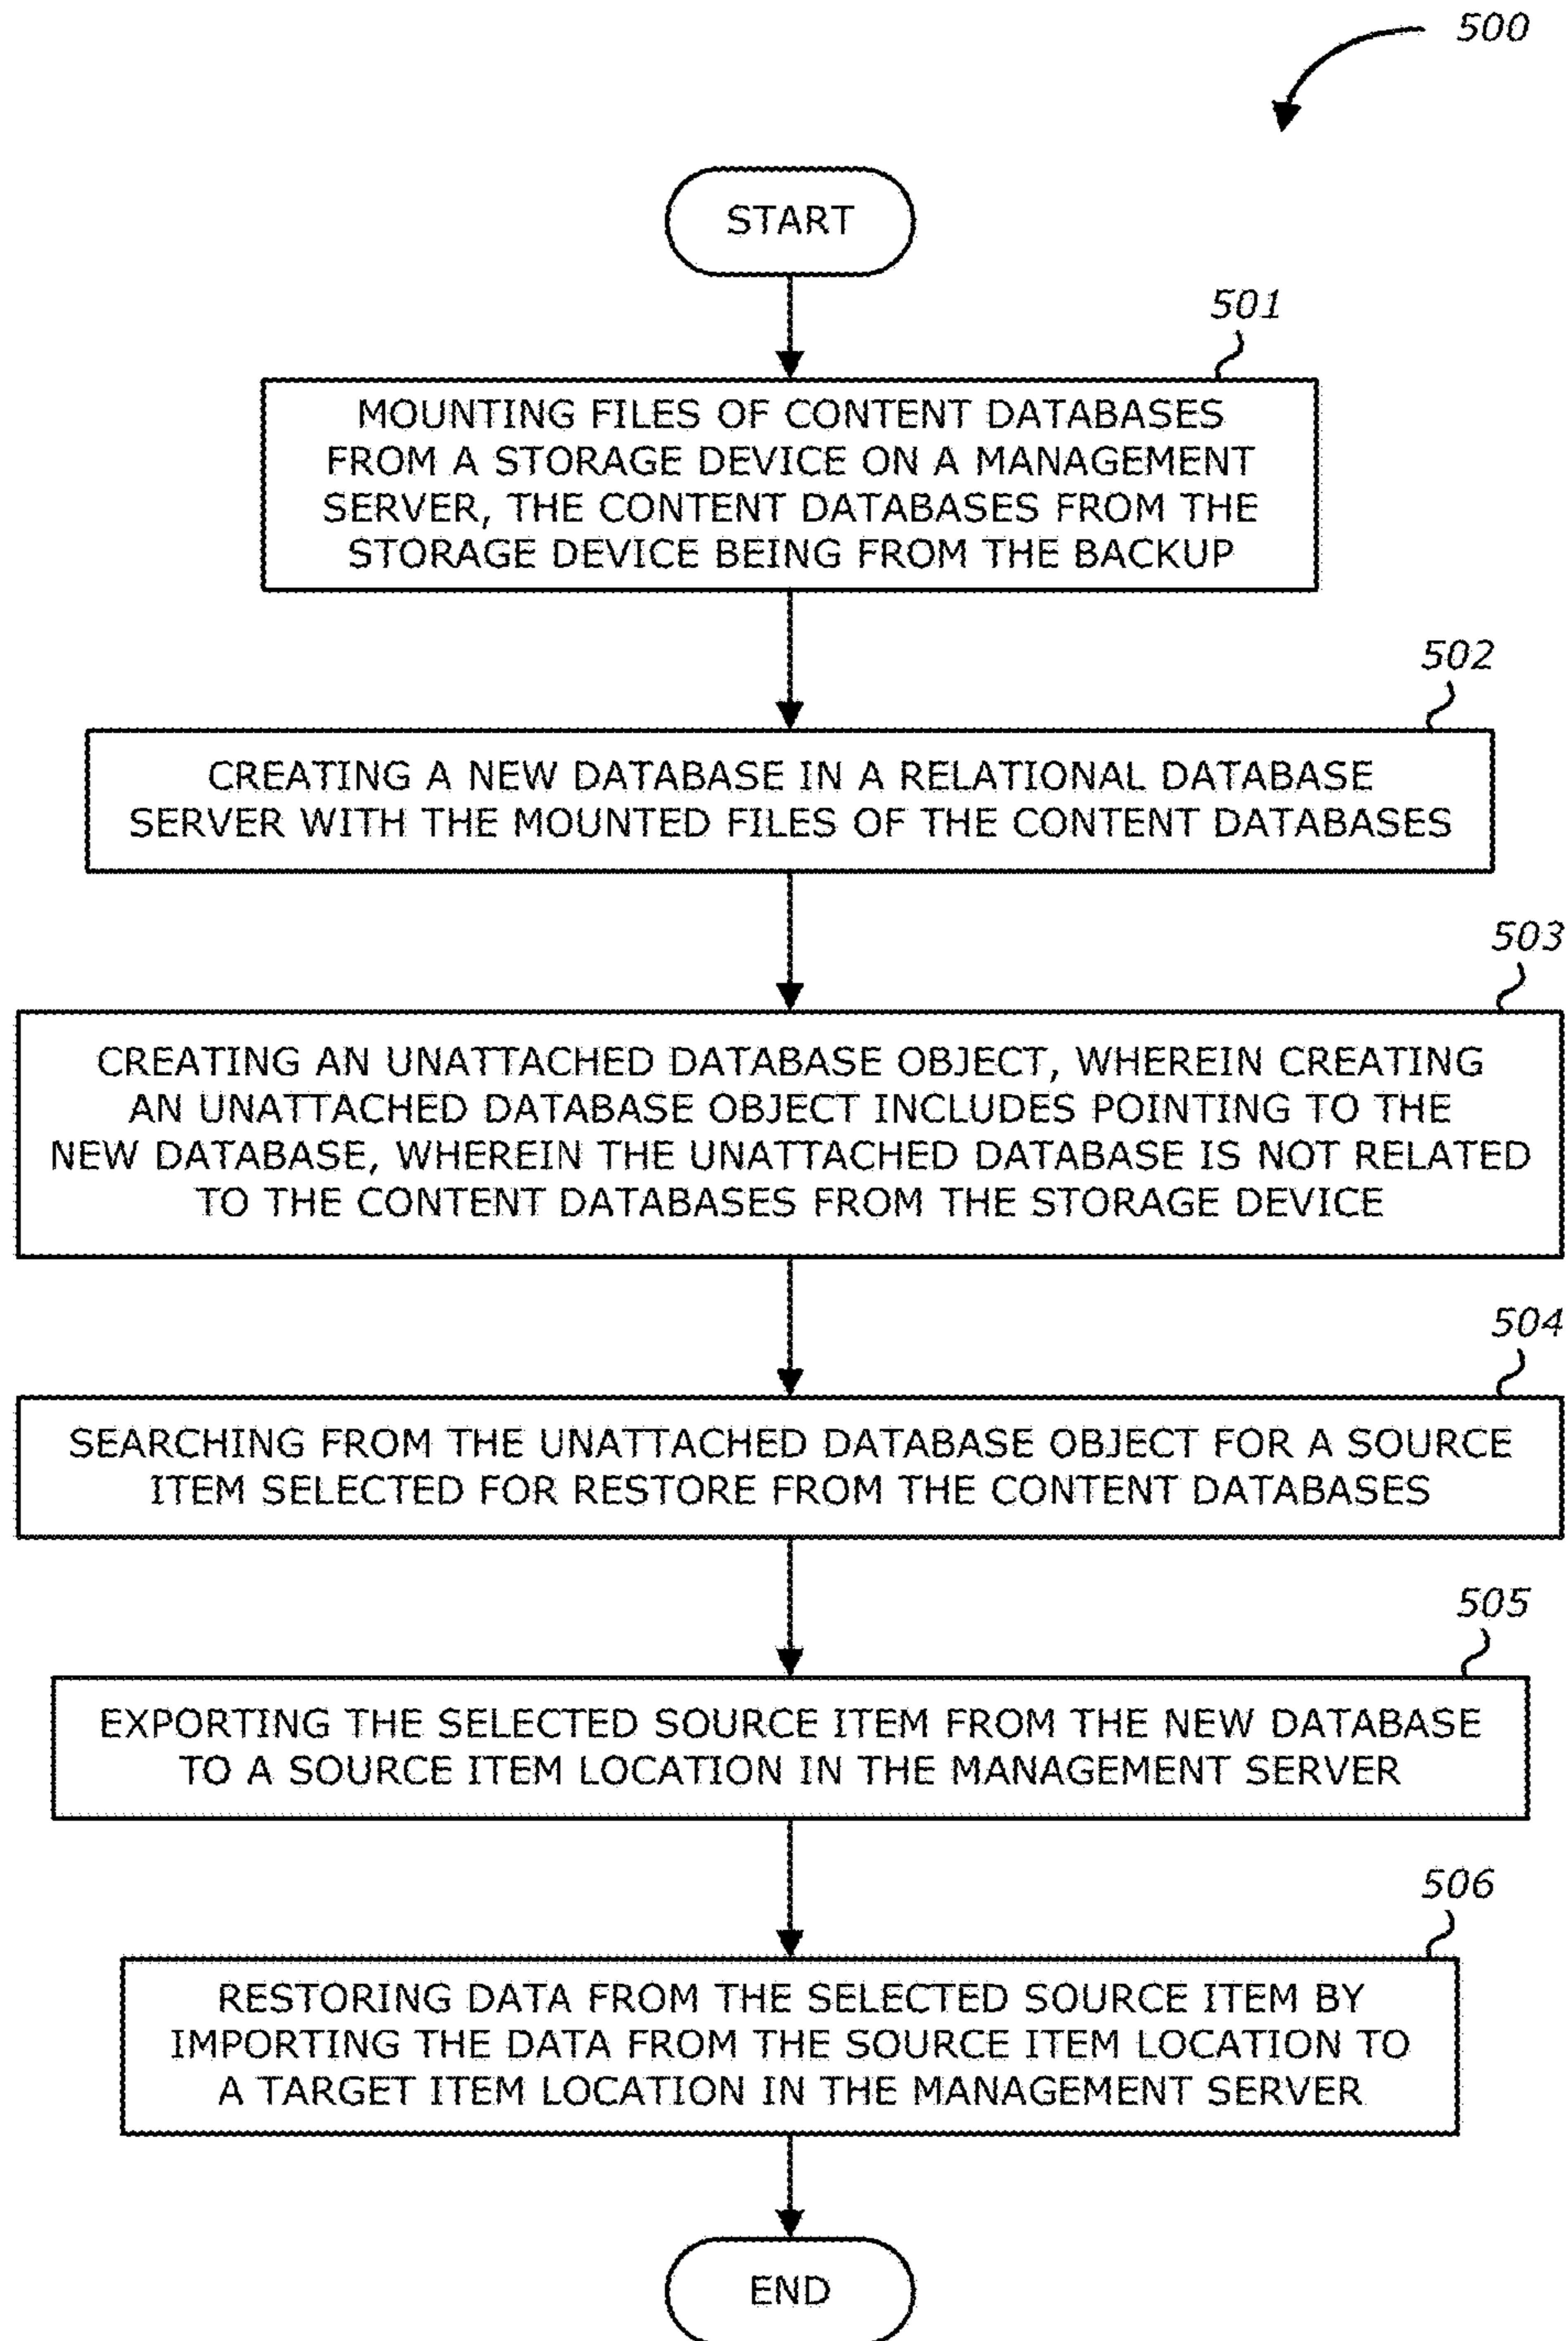 500
START
501
MOUNTING FILES OF CONTENT DATABASES
FROM A STORAGE DEVICE ON A MANAGEMENT
SERVER, THE CONTENT DATABASES FROM THE
STORAGE DEVICE BEING FROM THE BACKUP
502
CREATING A NEW DATABASE IN A RELATIONAL DATABASE
SERVER WITH THE MOUNTED FILES OF THE CONTENT DATABASES
503
CREATING AN UNATTACHED DATABASE OBJECT, WHEREIN CREATING
AN UNATTACHED DATABASE OBJECT INCLUDES POINTING TO THE
NEW DATABASE, WHEREIN THE UNATTACHED DATABASE IS NOT RELATED
TO THE CONTENT DATABASES FROM THE STORAGE DEVICE
504
SEARCHING FROM THE UNATTACHED DATABASE OBJECT FOR A SOURCE
ITEM SELECTED FOR RESTORE FROM THE CONTENT DATABASES
505
EXPORTING THE SELECTED SOURCE ITEM FROM THE NEW DATABASE
TO A SOURCE ITEM LOCATION IN THE MANAGEMENT SERVER
506
RESTORING DATA FROM THE SELECTED SOURCE ITEM BY
IMPORTING THE DATA FROM THE SOURCE ITEM LOCATION TO
A TARGET ITEM LOCATION IN THE MANAGEMENT SERVER
END